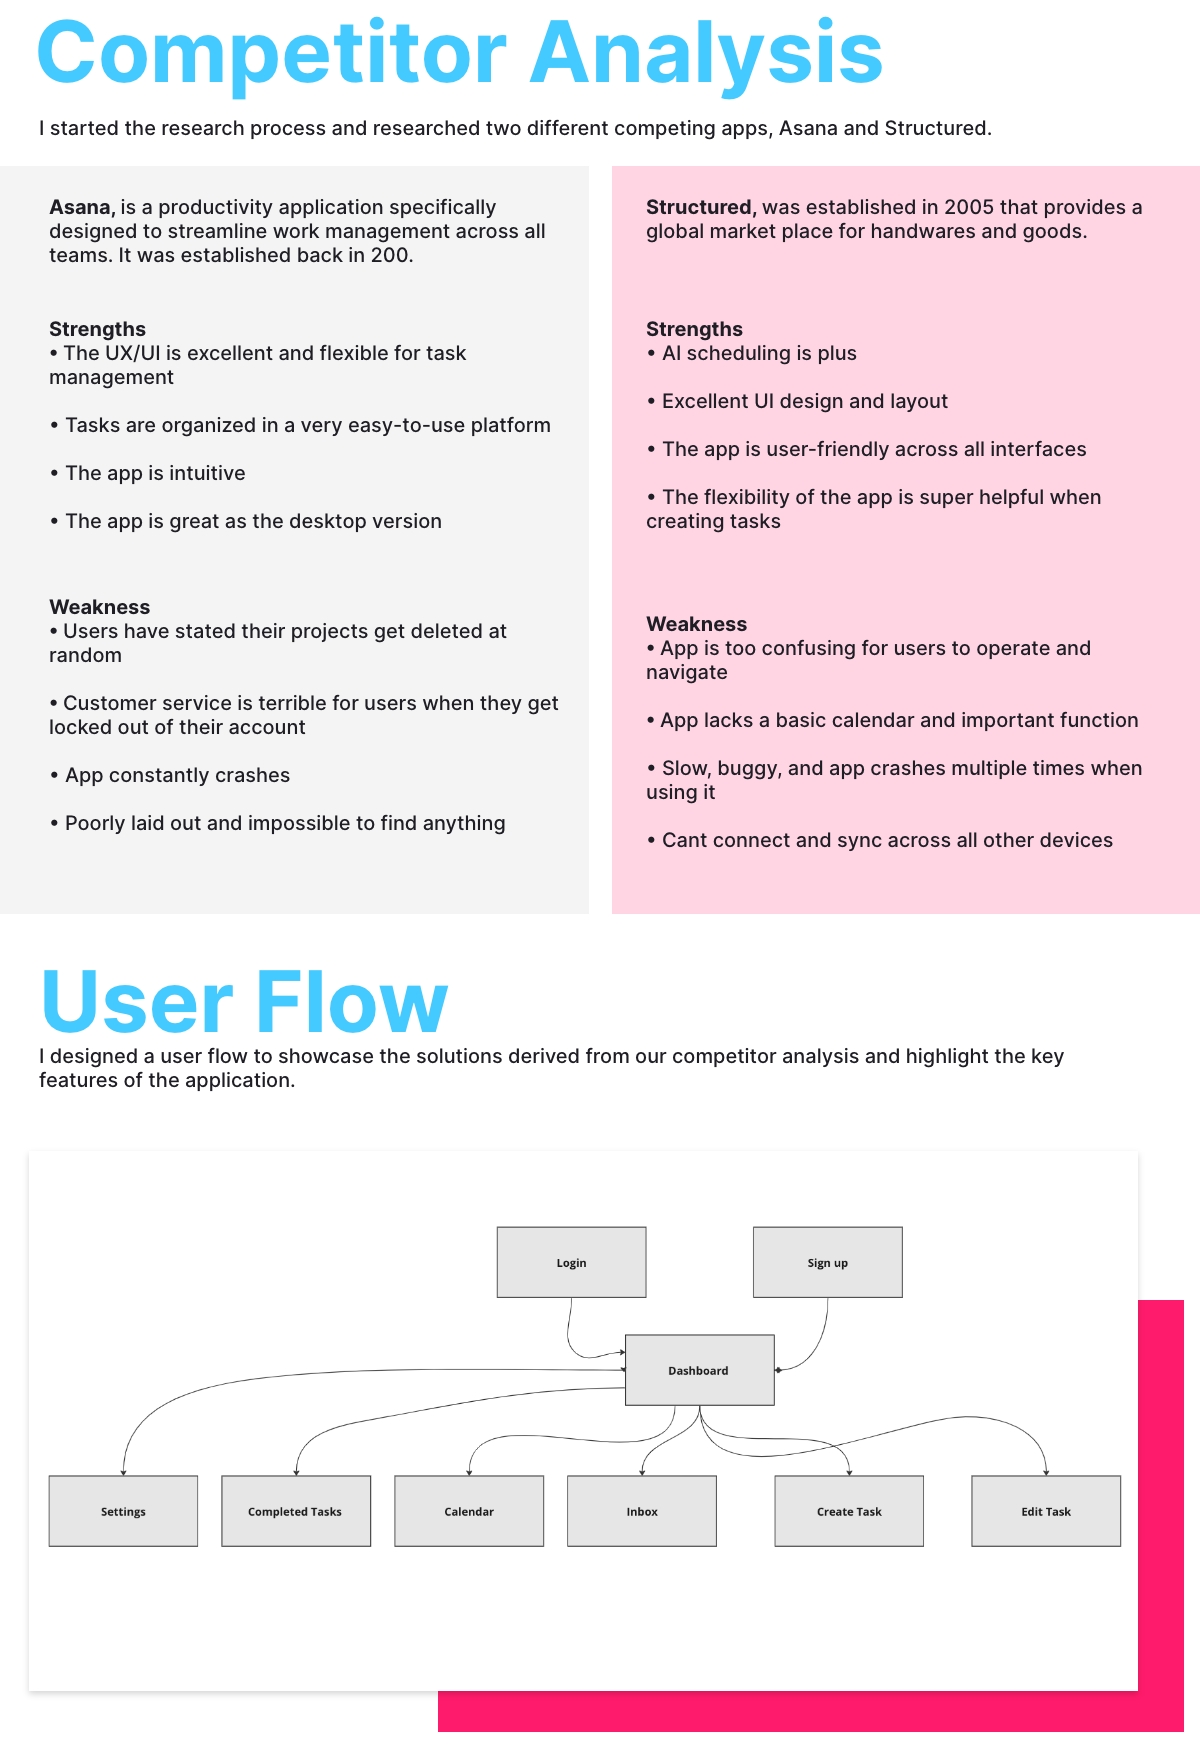 Competitor Analysis
I started the research process and researched two different competing apps, Asana and Structured.
Asana, is a productivity application specifically
designed to streamline work management across all
teams. It was established back in 200.
Strengths
• The UX/UI is excellent and flexible for task
management
• Tasks are organized in a very easy-to-use platform
• The app is intuitive
• The app is great as the desktop version
Weakness
• Users have stated their projects get deleted at
random
• Customer service is terrible for users when they get
locked out of their account
• App constantly crashes
• Poorly laid out and impossible to find anything
Structured, was established in 2005 that provides a
global market place for handwares and goods.
Strengths
• AI scheduling is plus
• Excellent UI design and layout
• The app is user-friendly across all interfaces
• The flexibility of the app is super helpful when
creating tasks
Weakness
• App is too confusing for users to operate and
navigate
• App lacks a basic calendar and important function
• Slow, buggy, and app crashes multiple times when
using it
• Cant connect and sync across all other devices
User Flow
I designed a user flow to showcase the solutions derived from our competitor analysis and highlight the key
features of the application.
Login
Sign up
Dashboard
Settings
Completed Tasks
Calendar
Inbox
Create Task
Edit Task